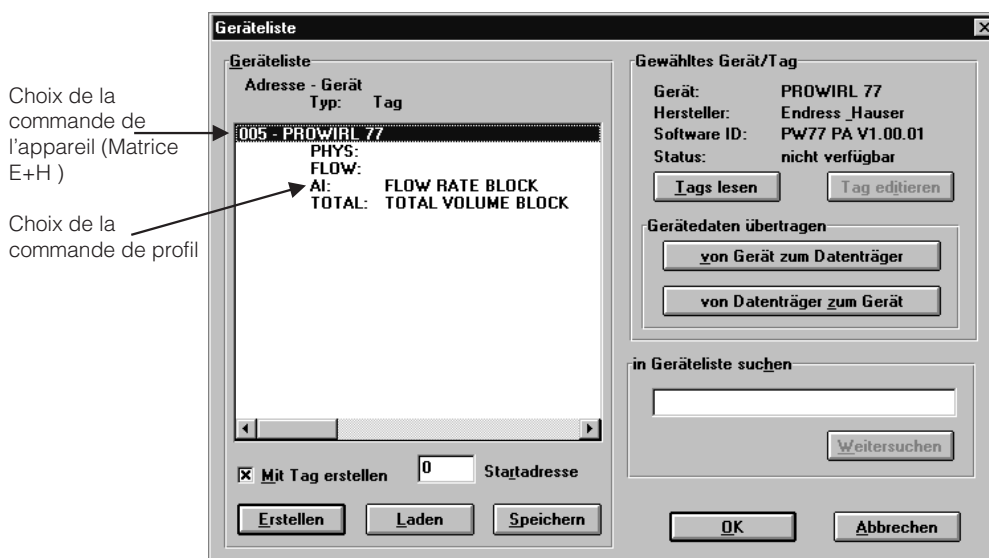 Geräteliste
Choix de la
commande de
l'appareil (Matrice
E+H )
Choix de la
commande de profil
Geräteliste
Adresse - Gerät
Typ: Tag
005 - PROWIRL 77
PHYS:
FLOW:
AI: FLOW RATE BLOCK
TOTAL: TOTAL VOLUME BLOCK
Mit Tag erstellen 0 Startadresse
Erstellen Laden Speichern
Gewähltes Gerät/Tag
Gerät: PROWIRL 77
Hersteller: Endress _Hauser
Software ID: PW77 PA V1.00.01
Status: nicht verfügbar
Tags lesen Tag editieren
Gerätedaten übertragen
von Gerät zum Datenträger
von Datenträger zum Gerät
in Geräteliste suchen
Weitersuchen
OK Abbrechen